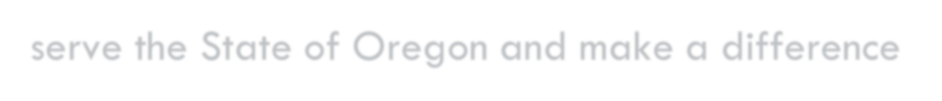 serve the State of Oregon and make a difference